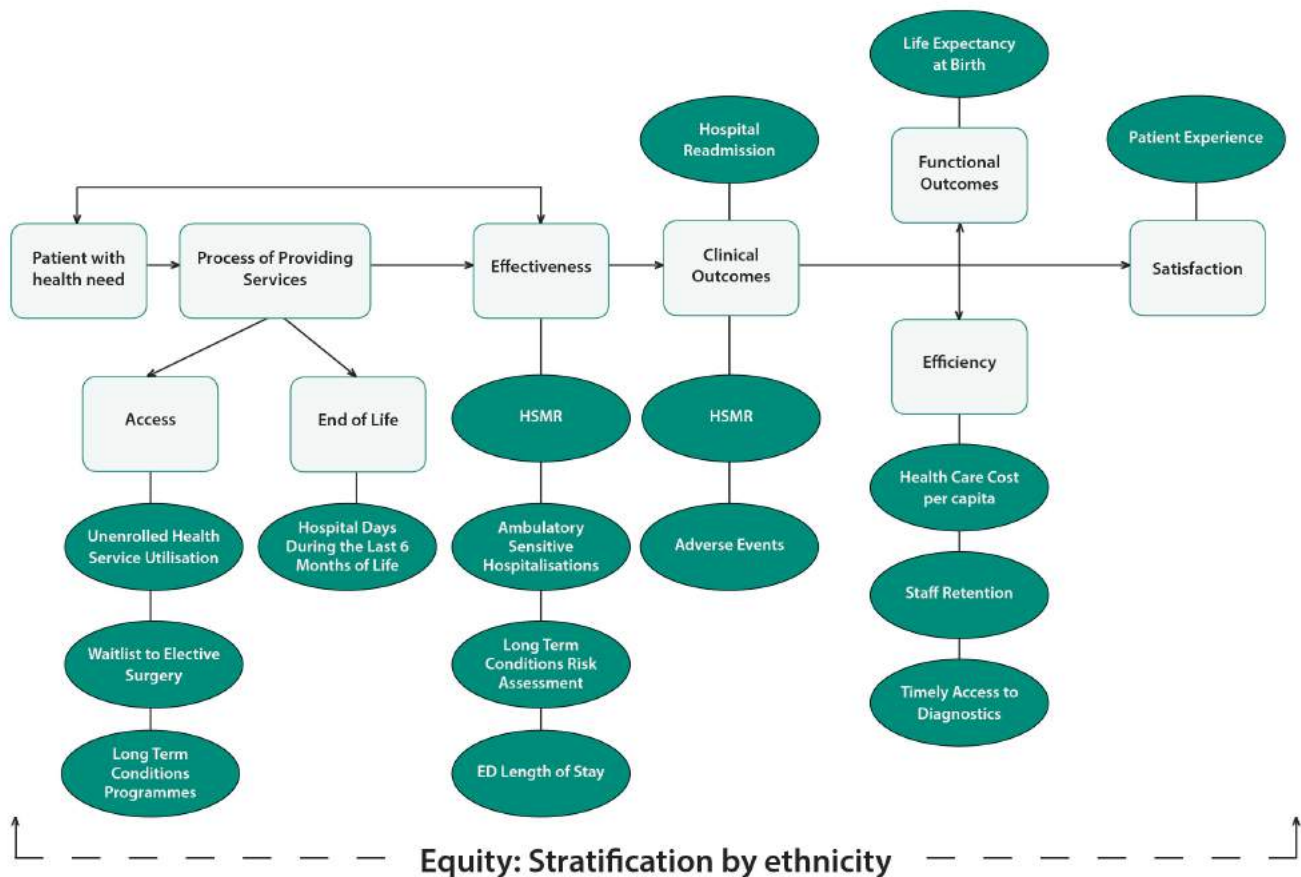 Life Expectancy
at Birth
Hospital
Readmission
Patient Experience
Functional
Outcomes
Patient with
health need
Process of Providing
Services
Effectiveness
Clinical
Outcomes
Satisfaction
Access
End of Life
HSMR
HSMR
Efficiency
Unenrolled Health
Service Utilisation
Hospital Days
During the Last 6
Months of Life
Ambulatory
Sensitive
Hospitalisations
Adverse Events
Health Care Cost
per capita
Staff Retention
Waitlist to Elective
Surgery
Long Term
Conditions Risk
Assessment
Timely Access to
Diagnostics
Long Term
Conditions
Programmes
ED Length of Stay
Equity: Stratification by ethnicity